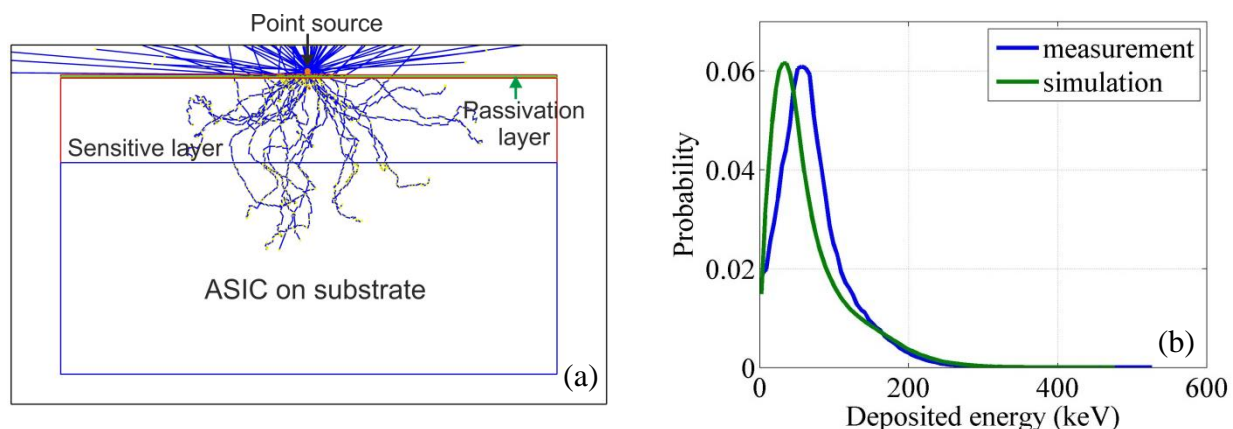 Point source
Passivation
layer
Sensitive layer
ASIC on substrate
(a)
measurement
simulation
0.06
0.04
0.02
0
Probability
0
200
400
600
Deposited energy (keV)
(b)